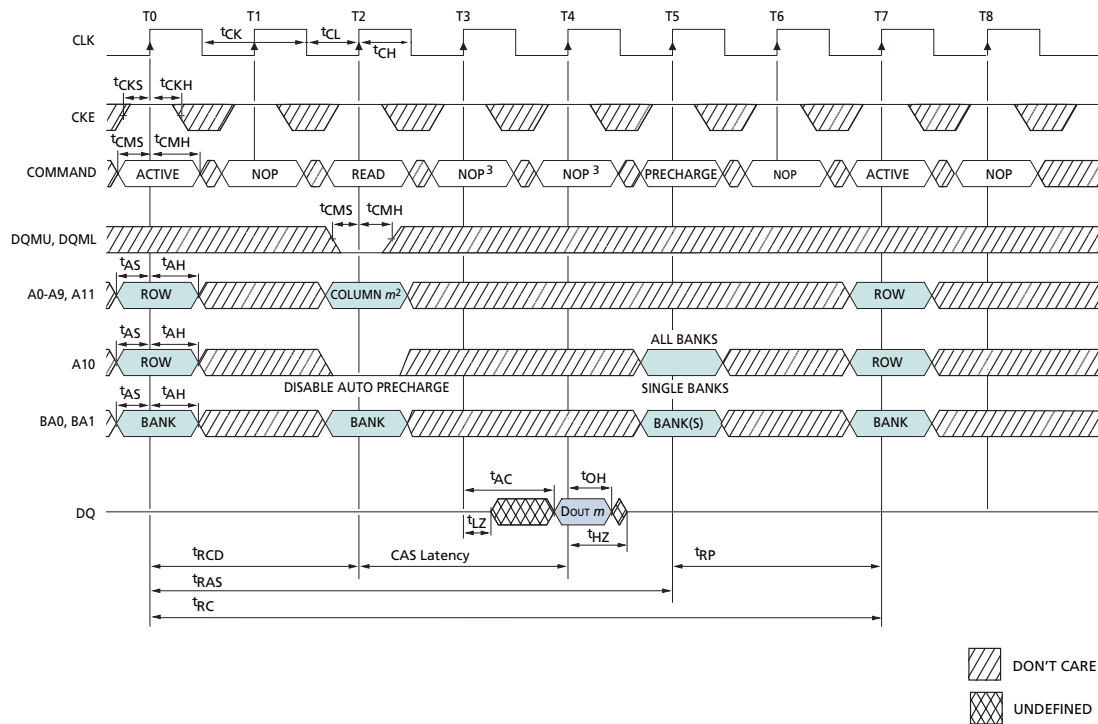 T0 T1 T2 T3 T4 T5 T6 T7 T8
CLK
tCK tCL
tCH
tCKS tCKH
CKE
tCMS tCMH
COMMAND ACTIVE NOP READ NOP3 NOP3 PRECHARGE NOP ACTIVE NOP
tCMS tCMH
DQMU, DQML
tAS tAH
A0-A9, A11 ROW COLUMN m2 ROW
tAS tAH
ALL BANKS
A10 ROW ROW
DISABLE AUTO PRECHARGE SINGLE BANKS
tAS tAH
BA0, BA1 BANK BANK BANK(S) BANK
tAC tOH
DQ DOUT m
tLZ tHZ
tRCD CAS Latency tRP
tRAS
tRC
DON'T CARE
UNDEFINED